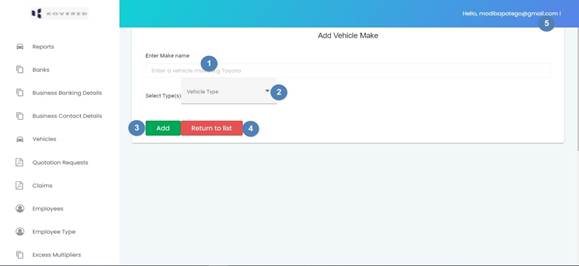 KOVEREE
Hello, modibapotego@gmail.com !
5
Add Vehicle Make
Reports
Banks
Business Banking Details
Business Contact Details
Vehicles
Quotation Requests
Claims
Employees
Employee Type
Excess Multipliers
Enter Make name
1
Enter a vehicle Toyota
Select Type(s)
Vehicle Type
2
3
Add
Return to list
4